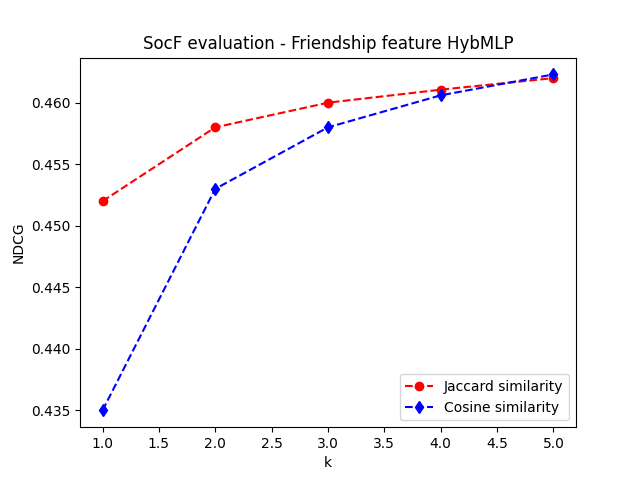 SocF evaluation - Friendship feature HybMLP
NDCG
0.460
0.455
0.450
0.445
0.440
0.435
1.0 1.5 2.0 2.5 3.0 3.5 4.0 4.5 5.0
k
Jaccard similarity
Cosine similarity